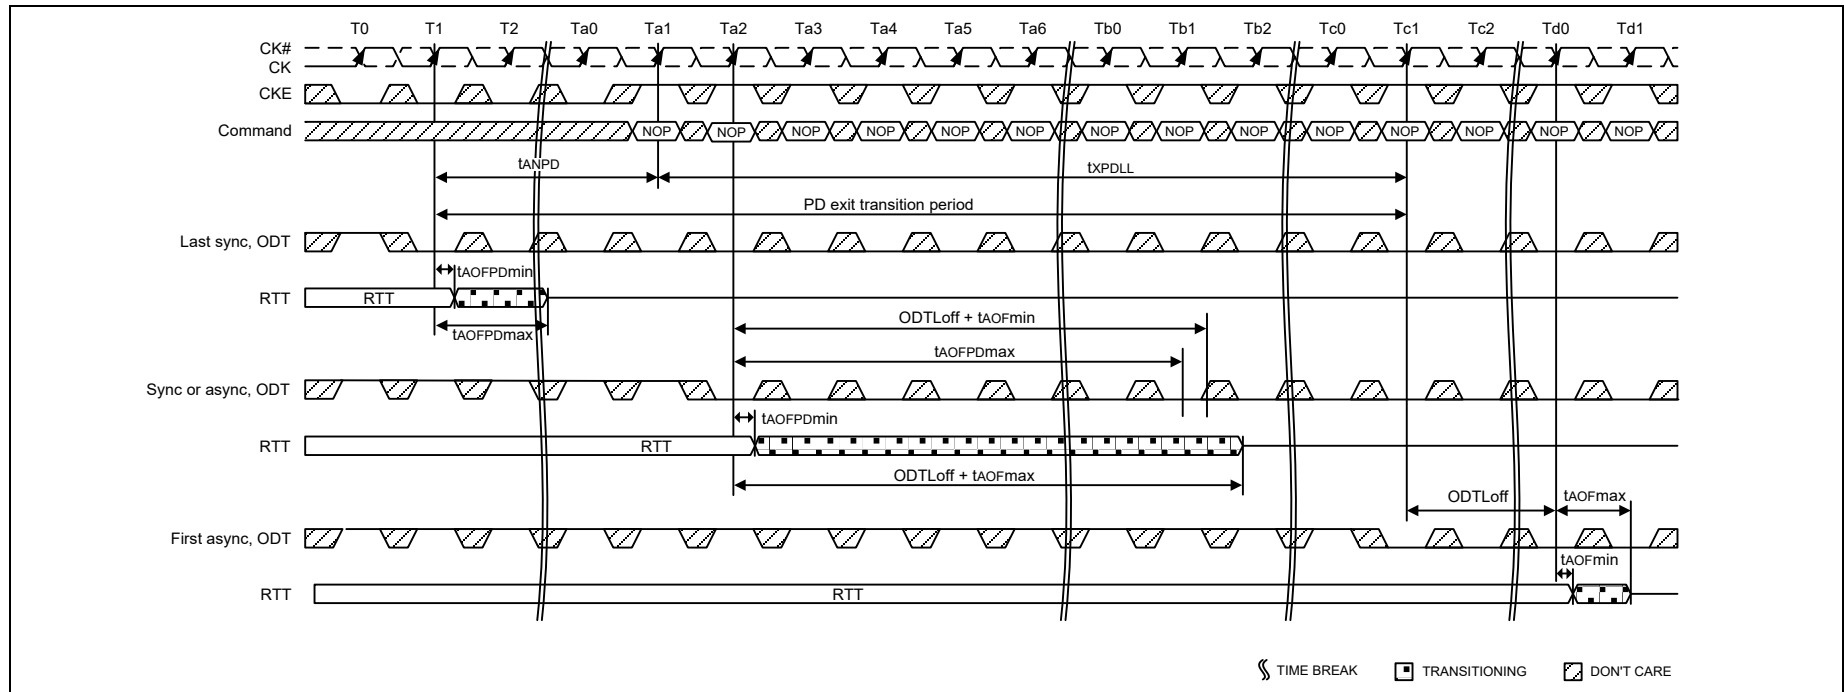 T0 T1 T2 Ta0 Ta1 Ta2 Ta3 Ta4 Ta5 Ta6 Tb0 Tb1 Tb2 Tc0 Tc1 Tc2 Td0 Td1
CK#
CK
CKE
Command NOP NOP NOP NOP NOP NOP NOP NOP NOP NOP NOP NOP NOP NOP
tANPD tXPDLL
PD exit transition period
Last sync, ODT
tAOFPDmin
RTT RTT
ODTLoff + tAOFmin
tAOFPDmax
tAOFPDmax
Sync or async, ODT
tAOFPDmin
RTT RTT
ODTLoff + tAOFmax
ODTLoff tAOFmax
First async, ODT
tAOFmin
RTT RTT
TIME BREAK TRANSITIONING DON'T CARE